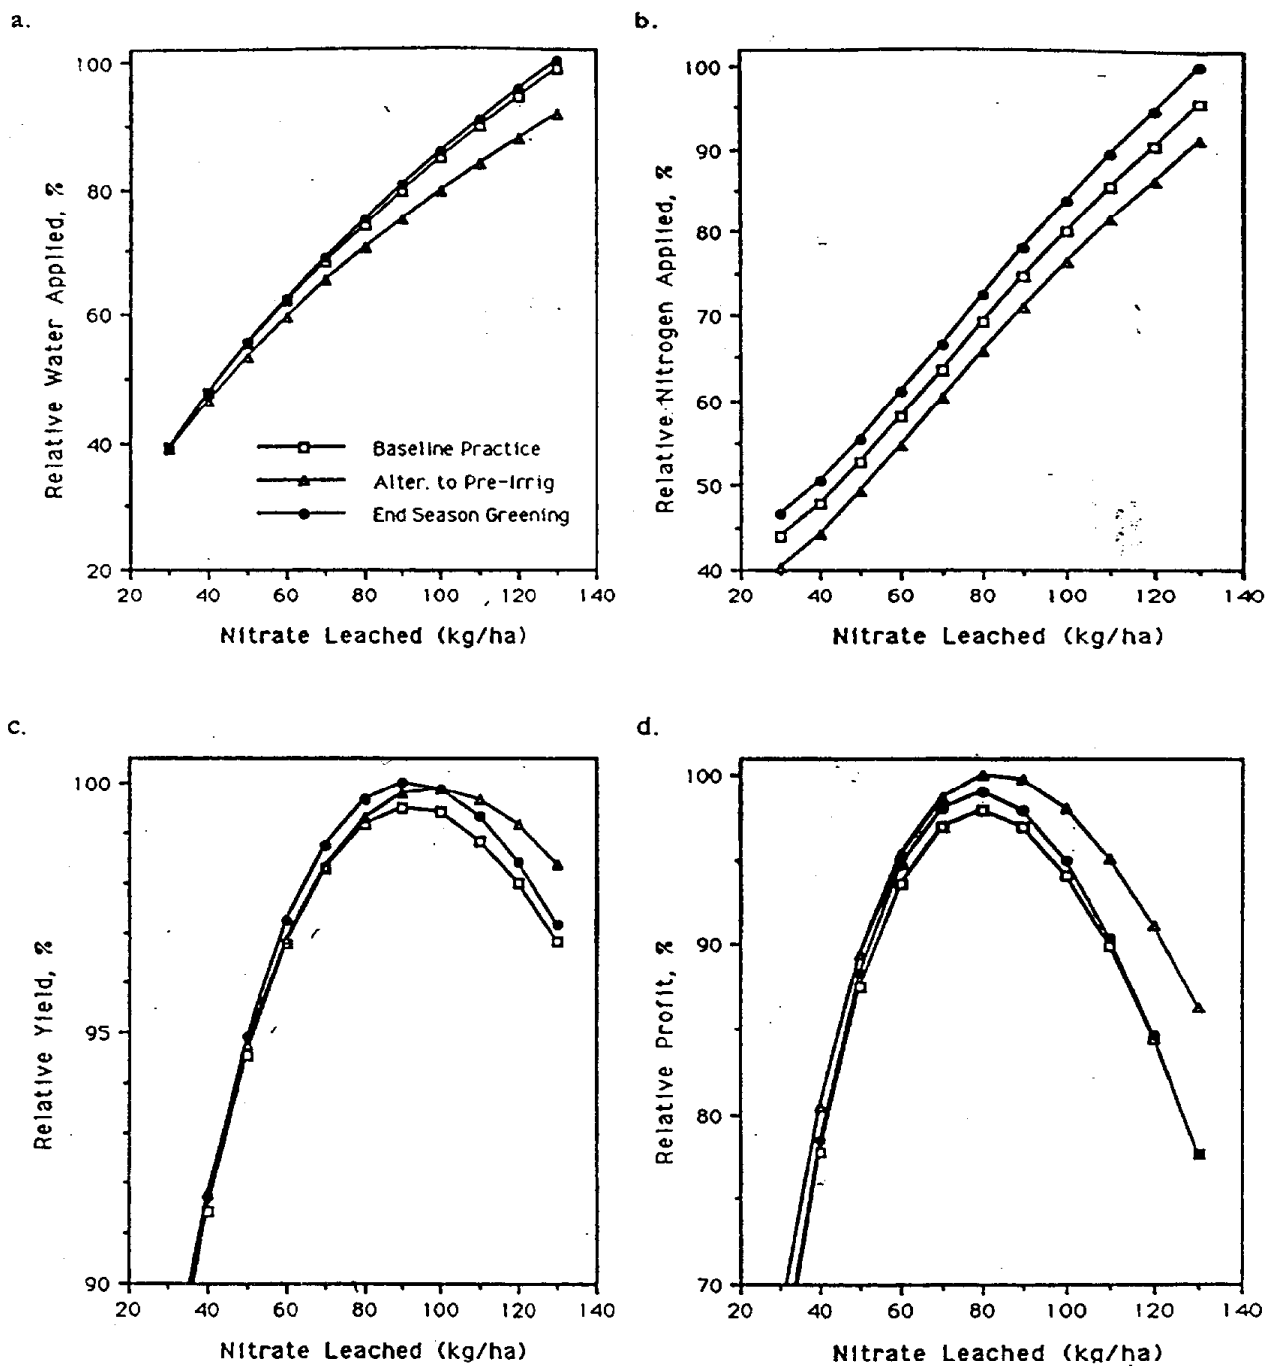 a.
Relative Water Applied, %
100
80
60
40
20
Baseline Practice
Alter. to Pre-Irrig
End Season Greening
20 40 60 80 100 120 140
Nitrate Leached (kg/ha)
b.
Relative Nitrogen Applied, %
100
90
80
70
60
50
40
20 40 60 80 100 120 140
Nitrate Leached (kg/ha)
c.
Relative Yield, %
100
95
90
20 40 60 80 100 120 140
Nitrate Leached (kg/ha)
d.
Relative Profit, %
100
90
80
70
20 40 60 80 100 120 140
Nitrate Leached (kg/ha)